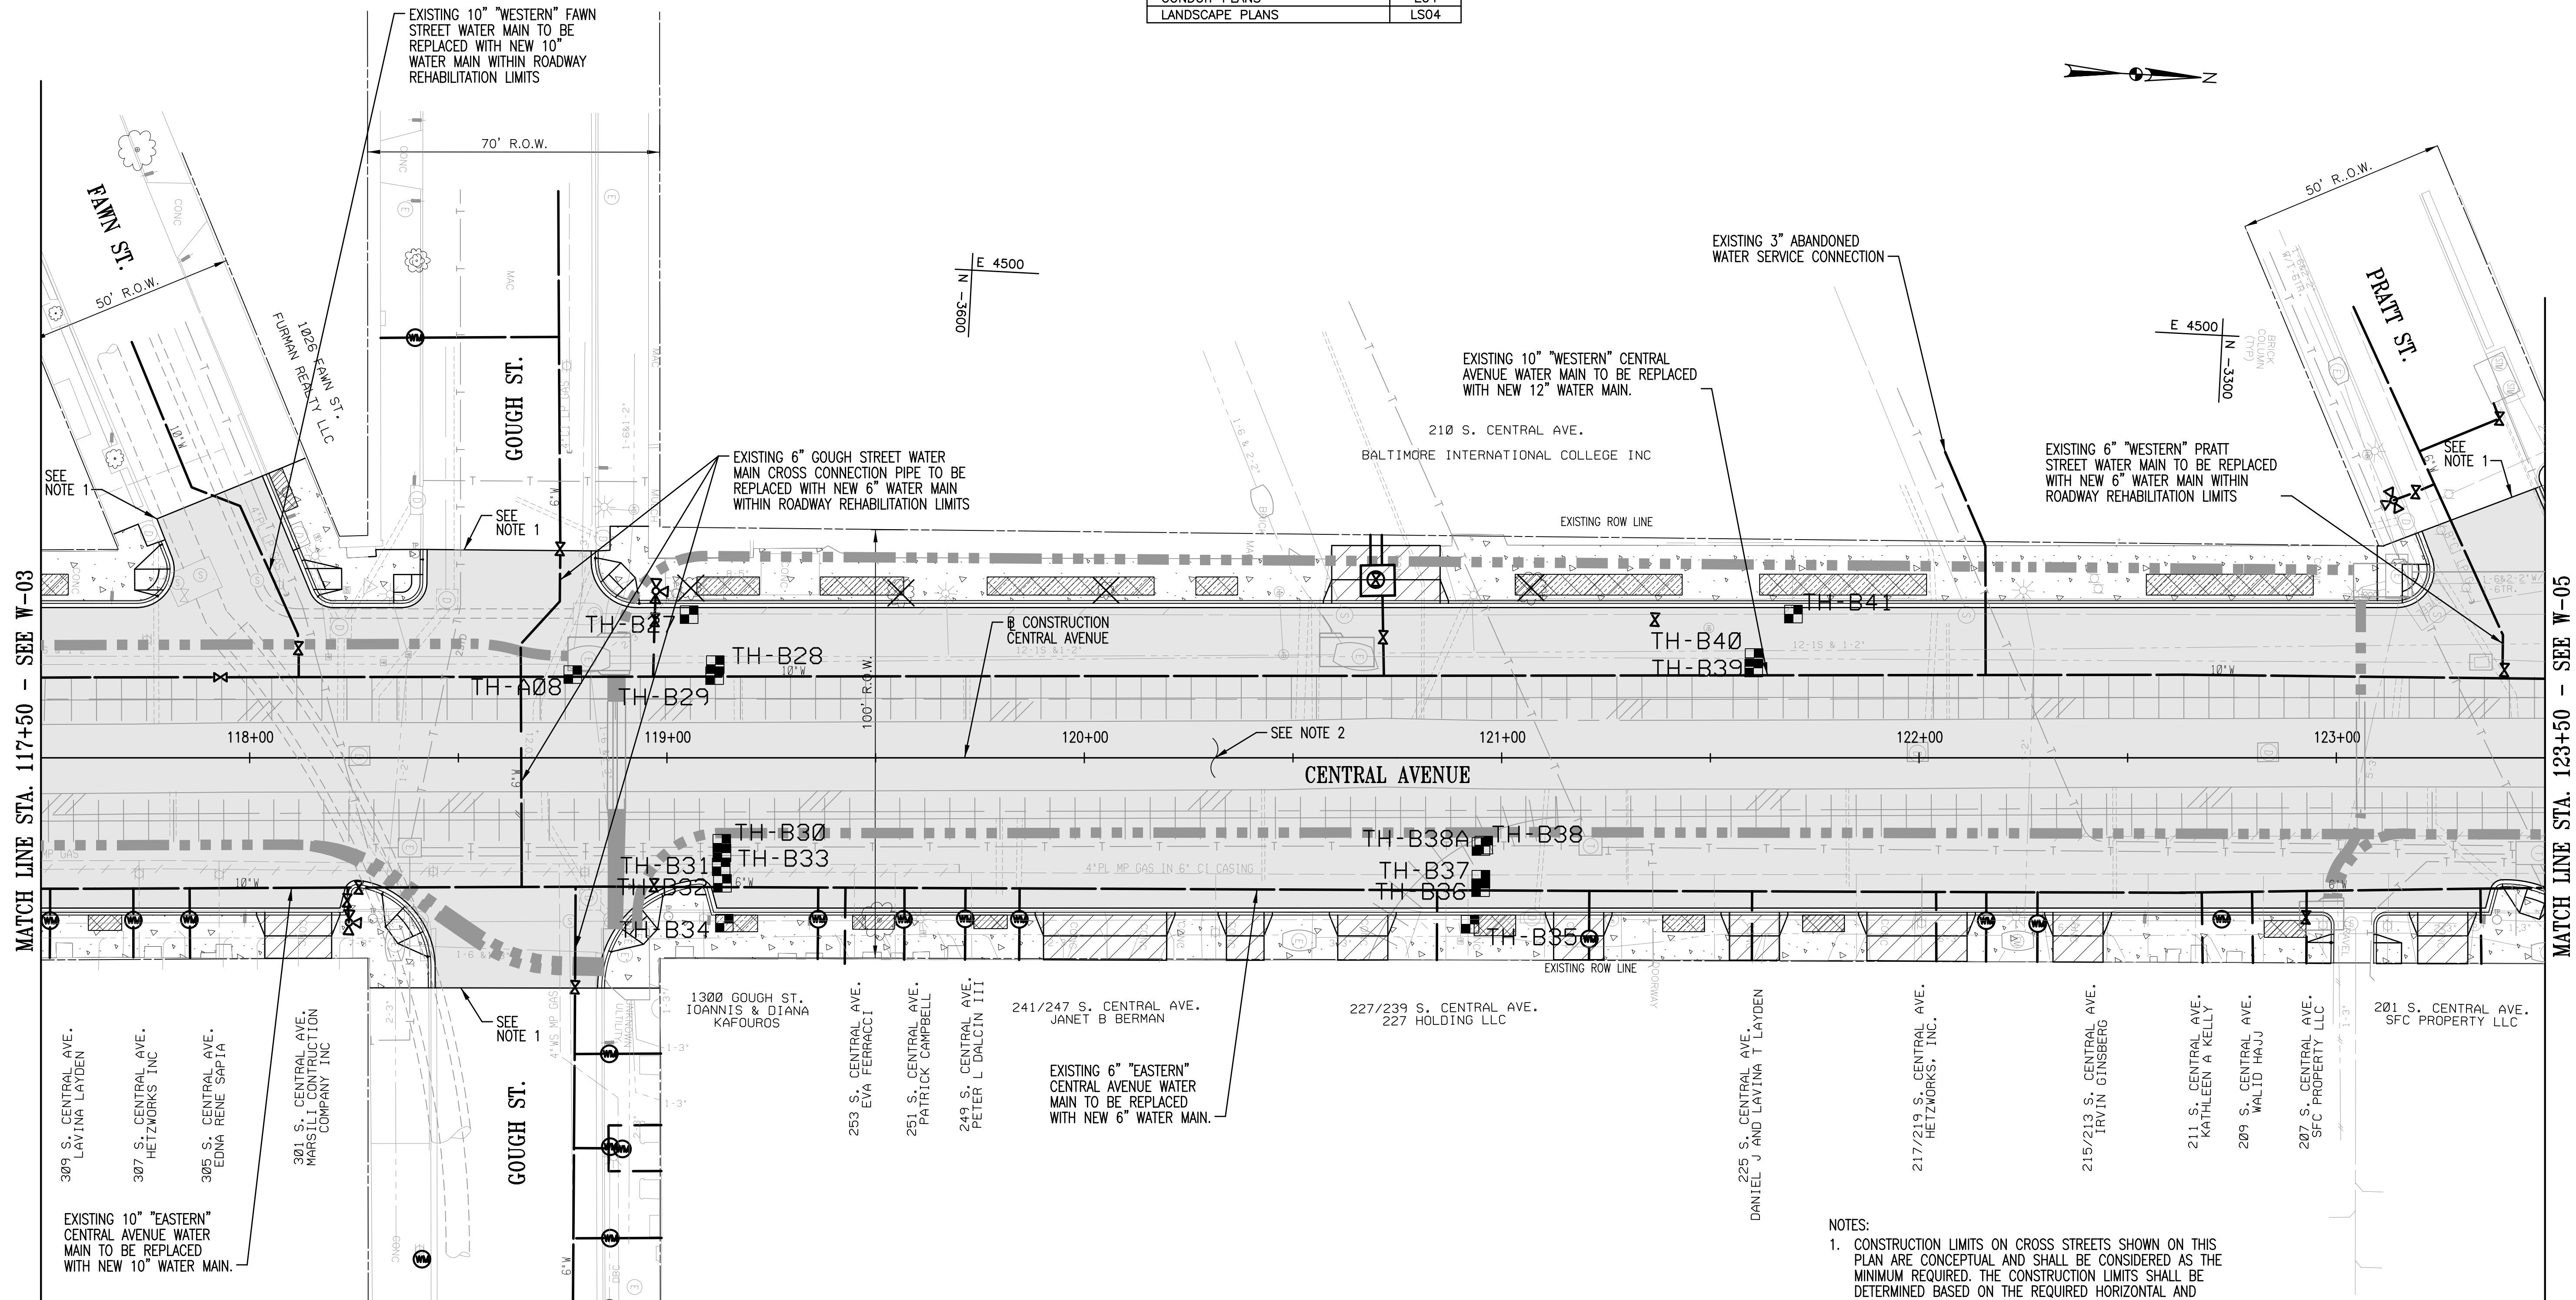 LANDSCAPE PLANS LS04
EXISTING 10" "WESTERN" FAWN
STREET WATER MAIN TO BE
REPLACED WITH NEW 10"
WATER MAIN WITHIN ROADWAY
REHABILITATION LIMITS
N
70' R.O.W.
50' R.O.W.
50' R..O.W.
FAWN ST.
GOUGH ST.
PRATT ST.
1026 FAWN ST.
FURMAN REALTY LLC
E 4500
N -3600
E 4500
N -3300
BRICK
COLUMN
(TYP)
EXISTING 3" ABANDONED
WATER SERVICE CONNECTION
EXISTING 10" "WESTERN" CENTRAL
AVENUE WATER MAIN TO BE REPLACED
WITH NEW 12" WATER MAIN.
210 S. CENTRAL AVE.
BALTIMORE INTERNATIONAL COLLEGE INC
EXISTING 6" GOUGH STREET WATER
MAIN CROSS CONNECTION PIPE TO BE
REPLACED WITH NEW 6" WATER MAIN
WITHIN ROADWAY REHABILITATION LIMITS
EXISTING 6" "WESTERN" PRATT
STREET WATER MAIN TO BE REPLACED
WITH NEW 6" WATER MAIN WITHIN
ROADWAY REHABILITATION LIMITS
SEE
NOTE 1
SEE
NOTE 1
SEE
NOTE 1
EXISTING ROW LINE
MATCH LINE STA. 117+50 - SEE W-03
MATCH LINE STA. 123+50 - SEE W-05
TH-B27
TH-B28
TH-A08
TH-B29
TH-B41
TH-B40
TH-B39
℄ CONSTRUCTION
CENTRAL AVENUE
12-1S & 1-2"
12-1S & 1-2"
10"W
10"W
10"W
100' R.O.W.
118+00
119+00
120+00
121+00
122+00
123+00
SEE NOTE 2
CENTRAL AVENUE
6"W
TH-B30
TH-B31
TH-B33
TH-B32
TH-B34
TH-B38A
TH-B38
TH-B37
TH-B36
TH-B35
MP GAS
4"PL MP GAS IN 6" CI CASING
10"W
6"W
6"W
EXISTING ROW LINE
SEE
NOTE 1
GOUGH ST.
309 S. CENTRAL AVE.
LAVINA LAYDEN
307 S. CENTRAL AVE.
HETZWORKS INC
305 S. CENTRAL AVE.
EDNA RENE SAPIA
301 S. CENTRAL AVE.
MARSILI CONTRUCTION
COMPANY INC
1300 GOUGH ST.
IOANNIS & DIANA
KAFOUROS
253 S. CENTRAL AVE.
EVA FERRACCI
251 S. CENTRAL AVE.
PATRICK CAMPBELL
249 S. CENTRAL AVE.
PETER L DALCIN III
241/247 S. CENTRAL AVE.
JANET B BERMAN
227/239 S. CENTRAL AVE.
227 HOLDING LLC
225 S. CENTRAL AVE.
DANIEL J AND LAVINA T LAYDEN
217/219 S. CENTRAL AVE.
HETZWORKS, INC.
215/213 S. CENTRAL AVE.
IRVIN GINSBERG
211 S. CENTRAL AVE.
KATHLEEN A KELLY
209 S. CENTRAL AVE.
WALID HAJJ
207 S. CENTRAL AVE.
SFC PROPERTY LLC
201 S. CENTRAL AVE.
SFC PROPERTY LLC
EXISTING 6" "EASTERN"
CENTRAL AVENUE WATER
MAIN TO BE REPLACED
WITH NEW 6" WATER MAIN.
EXISTING 10" "EASTERN"
CENTRAL AVENUE WATER
MAIN TO BE REPLACED
WITH NEW 10" WATER MAIN.
6"W
NOTES:
1. CONSTRUCTION LIMITS ON CROSS STREETS SHOWN ON THIS
PLAN ARE CONCEPTUAL AND SHALL BE CONSIDERED AS THE
MINIMUM REQUIRED. THE CONSTRUCTION LIMITS SHALL BE
DETERMINED BASED ON THE REQUIRED HORIZONTAL AND